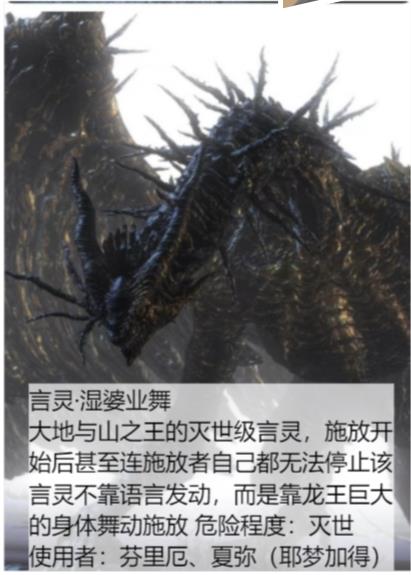 言灵·湿婆业舞
大地与山之王的灭世级言灵，施放开
始后甚至连施放者自己都无法停止该
言灵不靠语言发动，而是靠龙王巨大
的身体舞动施放 危险程度：灭世
使用者：芬里厄、夏弥（耶梦加得）